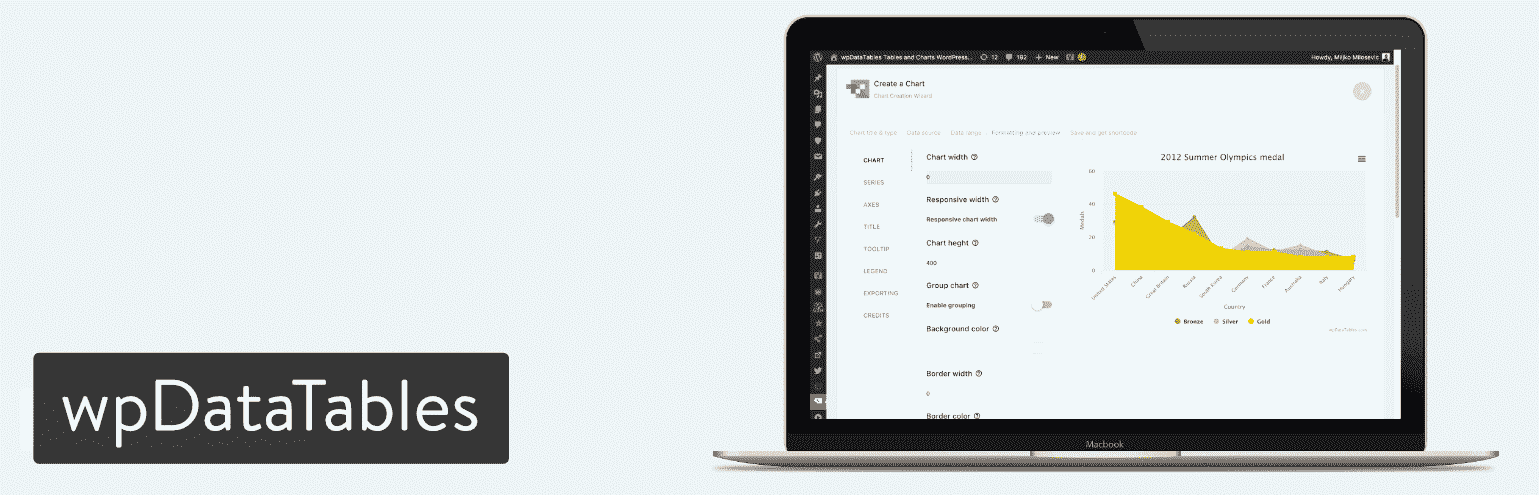 wpDataTables
wpDataTables Tables and Charts WordPress... 12 192 + New
Howdy, Miljko Milosevic
Create a Chart
Chart Creation Wizard
Chart title & type Data source Data range Formatting and preview Save and get shortcode
CHART
SERIES
AXES
TITLE
TOOLTIP
LEGEND
EXPORTING
CREDITS
Chart width
0
Responsive width
Responsive chart width
Chart heght
400
Group chart
Enable grouping
Background color
Border width
0
Border color
2012 Summer Olympics medal
60
40
20
0
Medals
United States
China
Great Britain
Russia
South Korea
Germany
France
Australia
Italy
Hungary
Country
Bronze Silver Gold
wpDataTables.com
Macbook